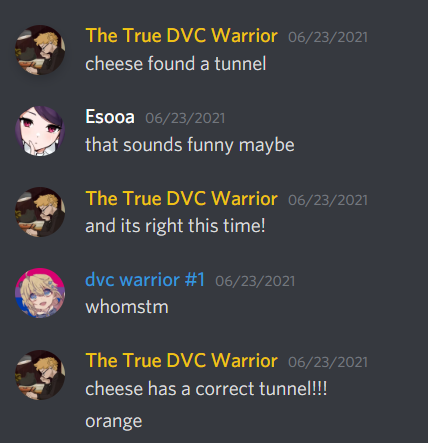 The True DVC Warrior 06/23/2021
cheese found a tunnel
Esooa 06/23/2021
that sounds funny maybe
The True DVC Warrior 06/23/2021
and its right this time!
dvc warrior #1 06/23/2021
whomstm
The True DVC Warrior 06/23/2021
cheese has a correct tunnel!!!
orange